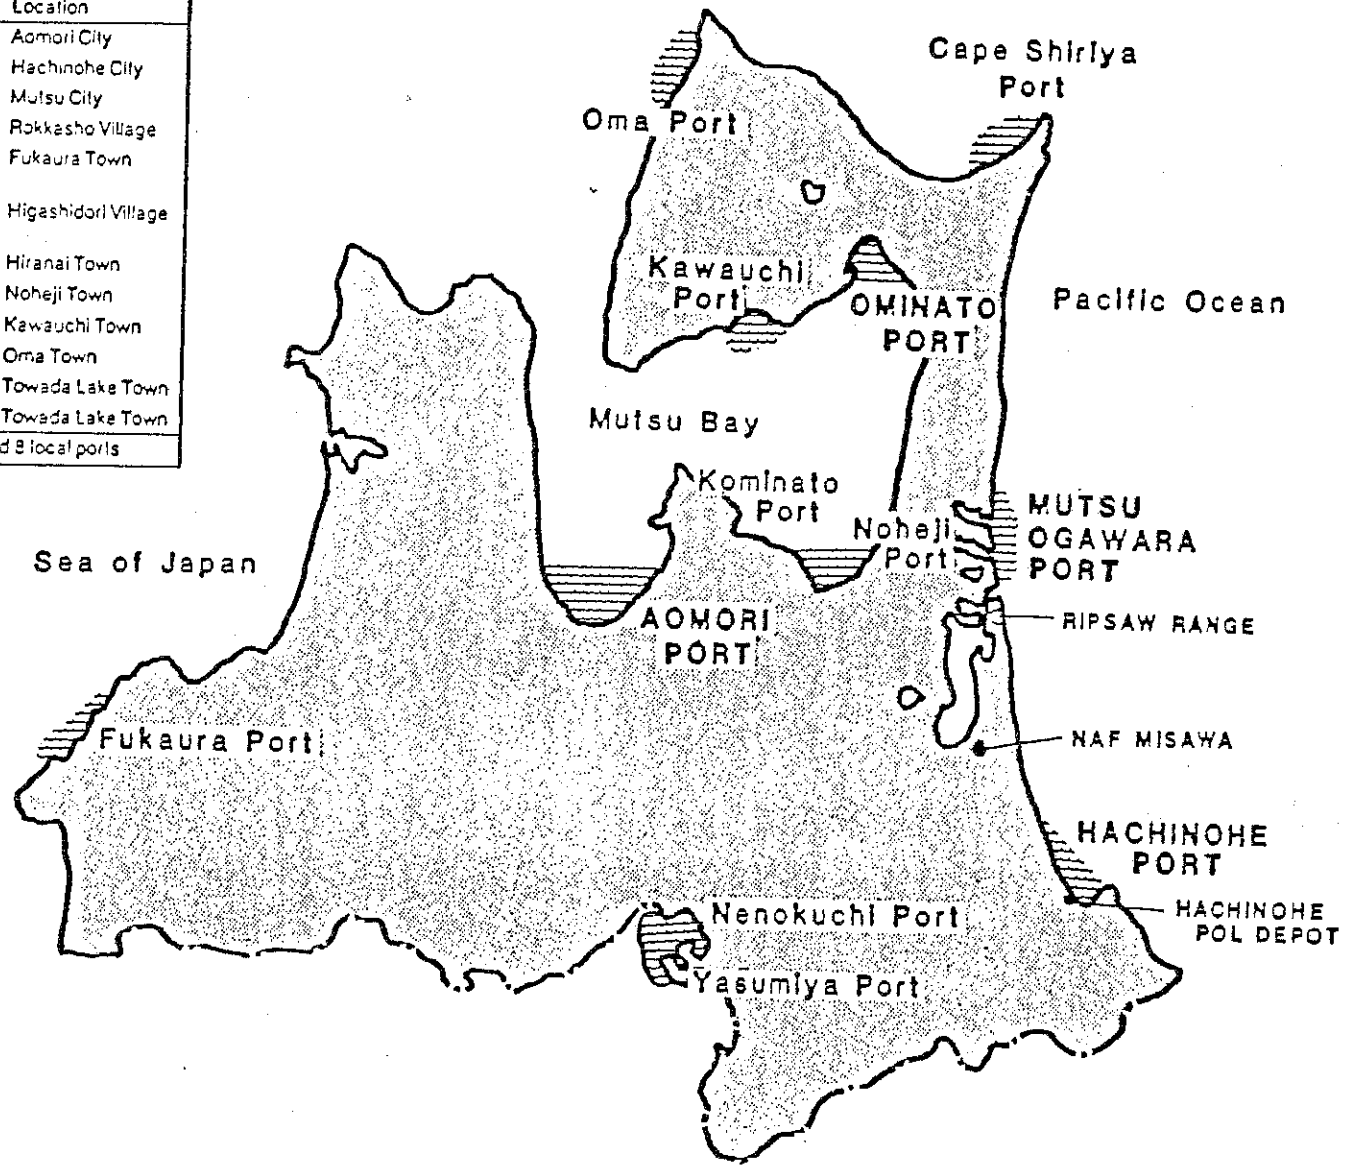 Location
Aomori City
Hachinohe City
Mutsu City
Rokkasho Village
Fukaura Town
Higashidori Village
Hiranai Town
Noheji Town
Kawauchi Town
Oma Town
Towada Lake Town
Towada Lake Town
d 8 local ports
Cape Shiriya
Port
Oma Port
Kawauchi
Port
OMINATO
PORT
Pacific Ocean
Mutsu Bay
Kominato
Port
Noheji
Port
MUTSU
OGAWARA
PORT
Sea of Japan
AOMORI
PORT
RIPSAW RANGE
Fukaura Port
NAF MISAWA
HACHINOHE
PORT
Nenokuchi Port
HACHINOHE
POL DEPOT
Yasumiya Port